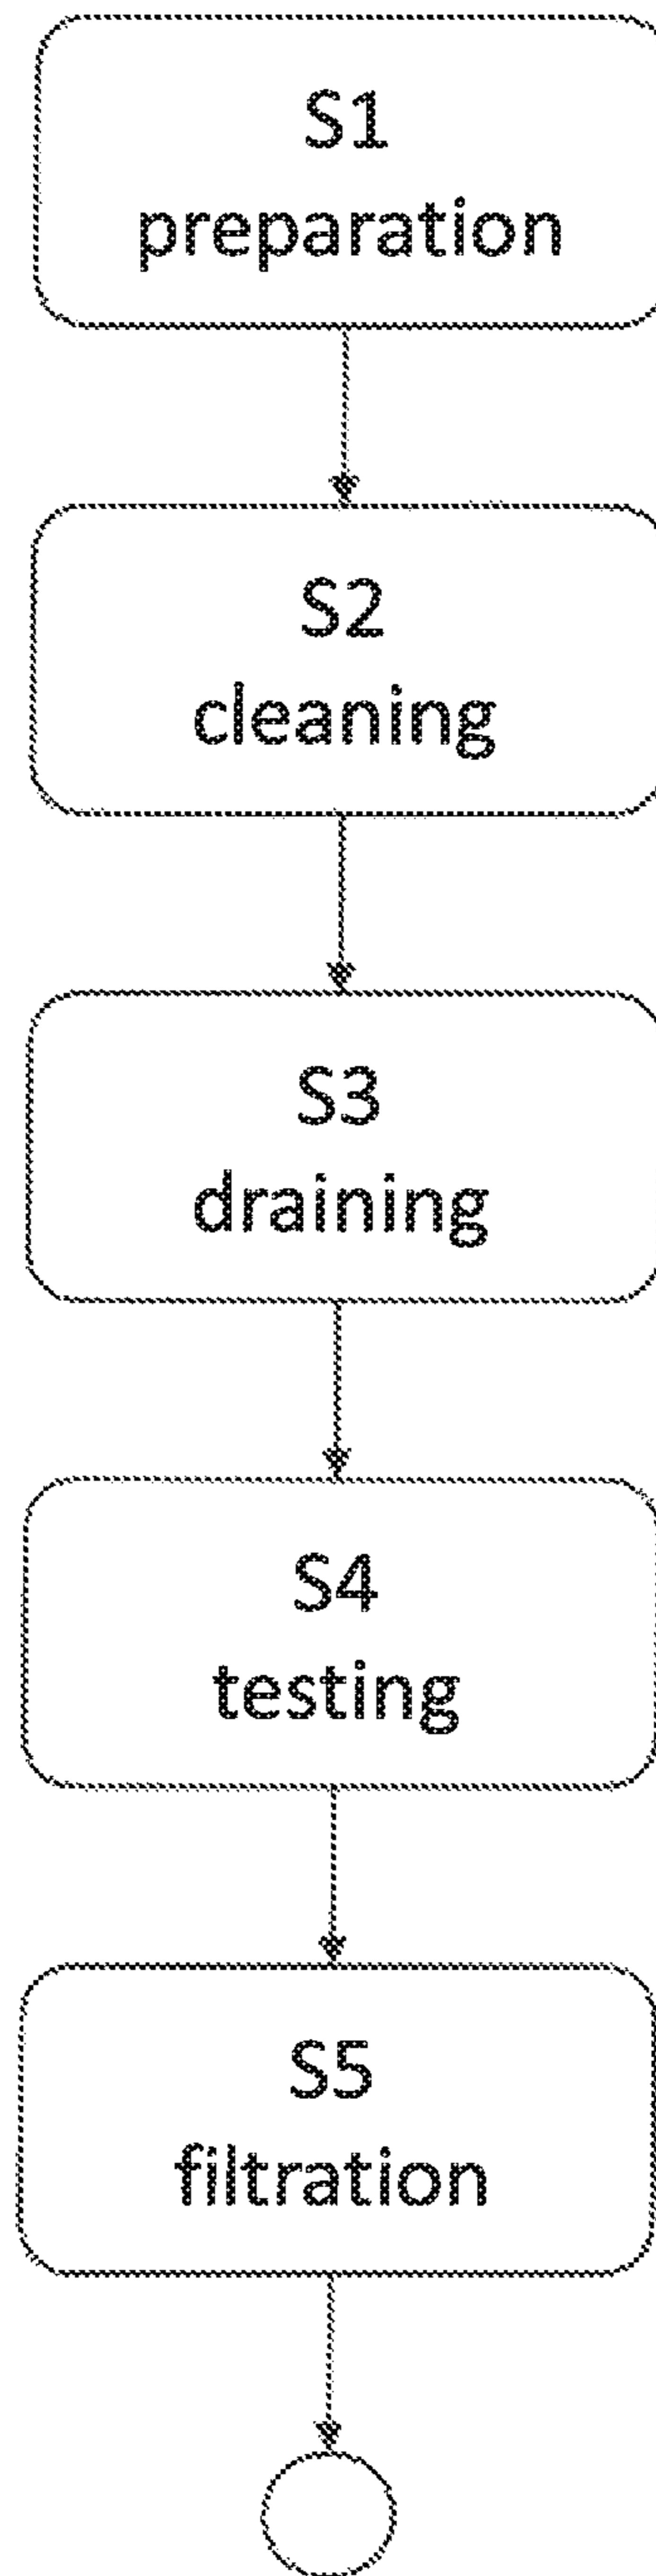 S1
preparation
S2
cleaning
S3
draining
S4
testing
S5
filtration